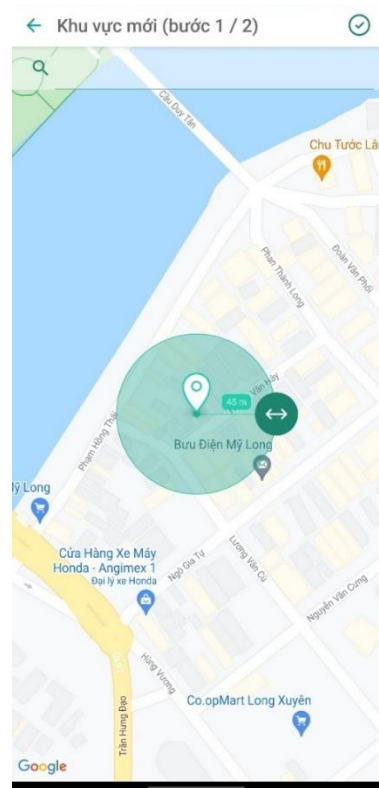 Khu vực mới (bước 1 / 2)
Cầu Duy Tân
Chu Tước Lâ
Phan Thành Long
Đoàn Văn Phối
45 m
Văn Hây
Phạm Hồng Thái
Bưu Điện Mỹ Long
ỹ Long
Cửa Hàng Xe Máy
Honda - Angimex 1
Đại lý xe Honda
Ngô Gia Tự
Lương Văn Cù
Nguyễn Văn Cưng
Hùng Vương
Trần Hưng Đạo
Co.opMart Long Xuyên
Google